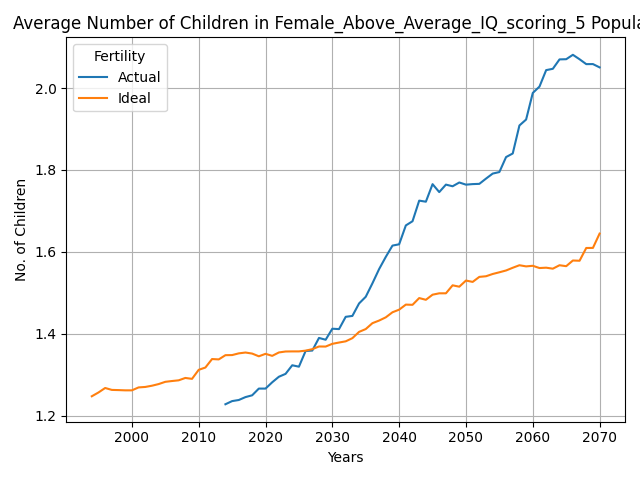 Average Number of Children in Female_Above_Average_IQ_scoring_5 Popula
Fertility
Actual
Ideal
No. of Children
2.0
1.8
1.6
1.4
1.2
2000 2010 2020 2030 2040 2050 2060 2070
Years